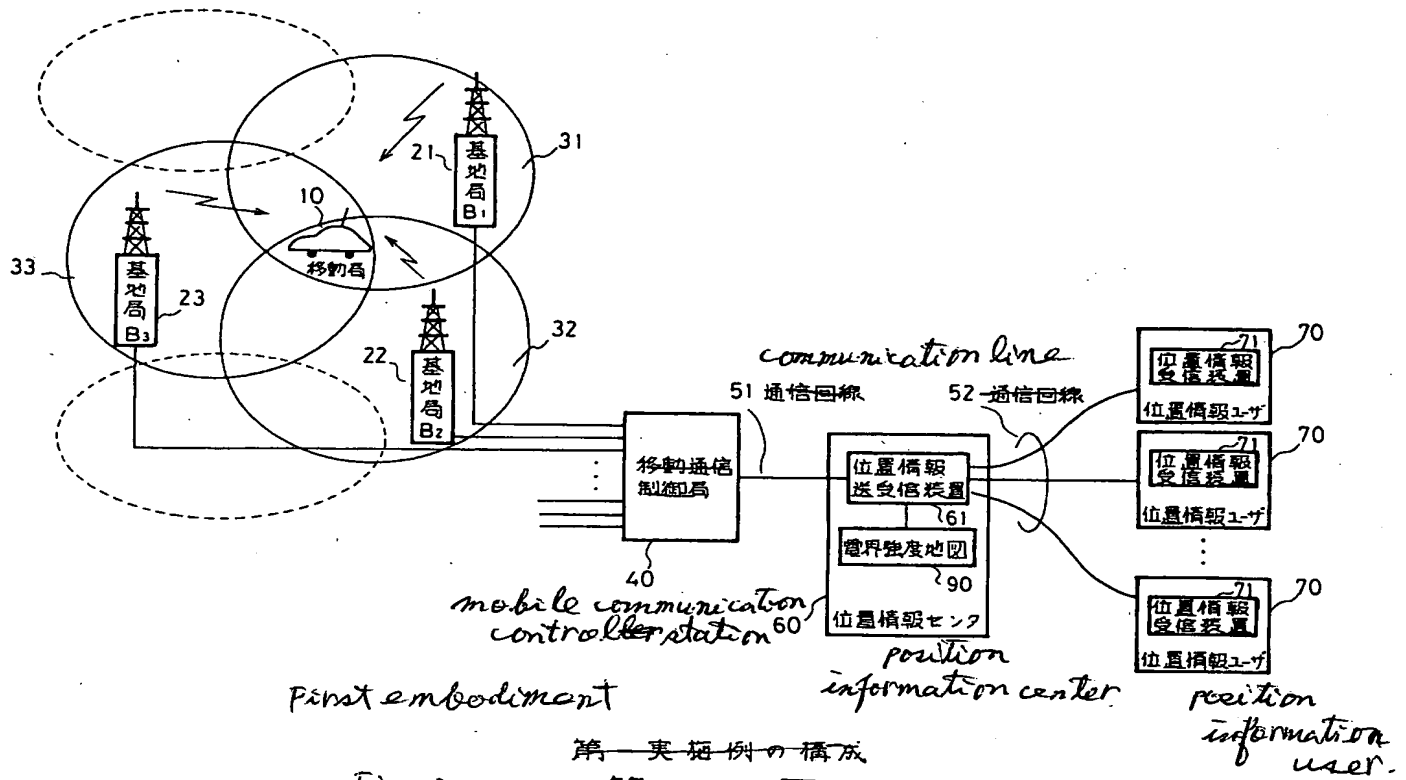 21
基地局B1
31
10
移動局
33
基地局B3
23
32
22
基地局B2
communication line
51 通信回線
52 通信回線
移動通信
制御局
40
mobile communication
controller station
位置情報
送受信装置
61
電界強度地図
90
60
位置情報センタ
position
information center.
71
位置情報
受信装置
位置情報ユーザ
70
71
位置情報
受信装置
位置情報ユーザ
70
71
位置情報
受信装置
位置情報ユーザ
70
position
information
user.
First embodimant
第一実施例の構成